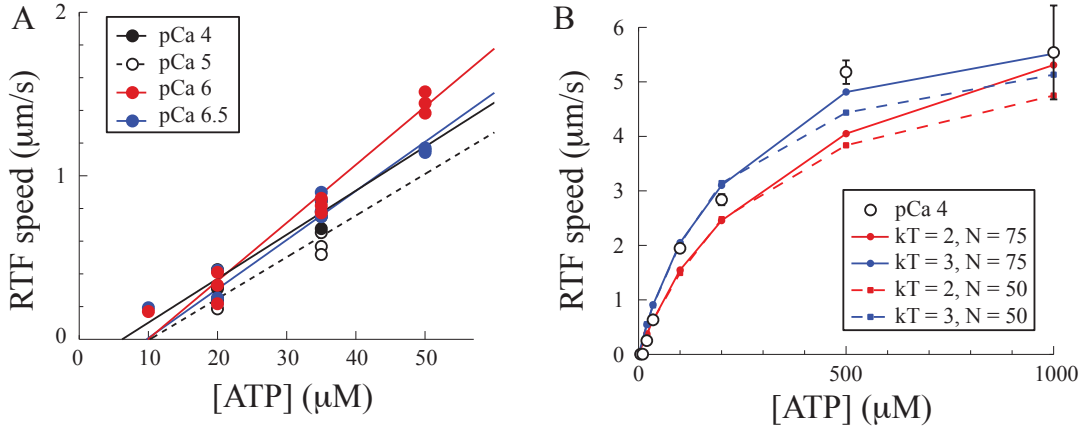 A
2
1
0
RTF speed (μm/s)
pCa 4
pCa 5
pCa 6
pCa 6.5
0
10
20
30
40
50
[ATP] (μM)
B
6
5
4
3
2
1
0
RTF speed (μm/s)
pCa 4
kT = 2, N = 75
kT = 3, N = 75
kT = 2, N = 50
kT = 3, N = 50
0
500
1000
[ATP] (μM)